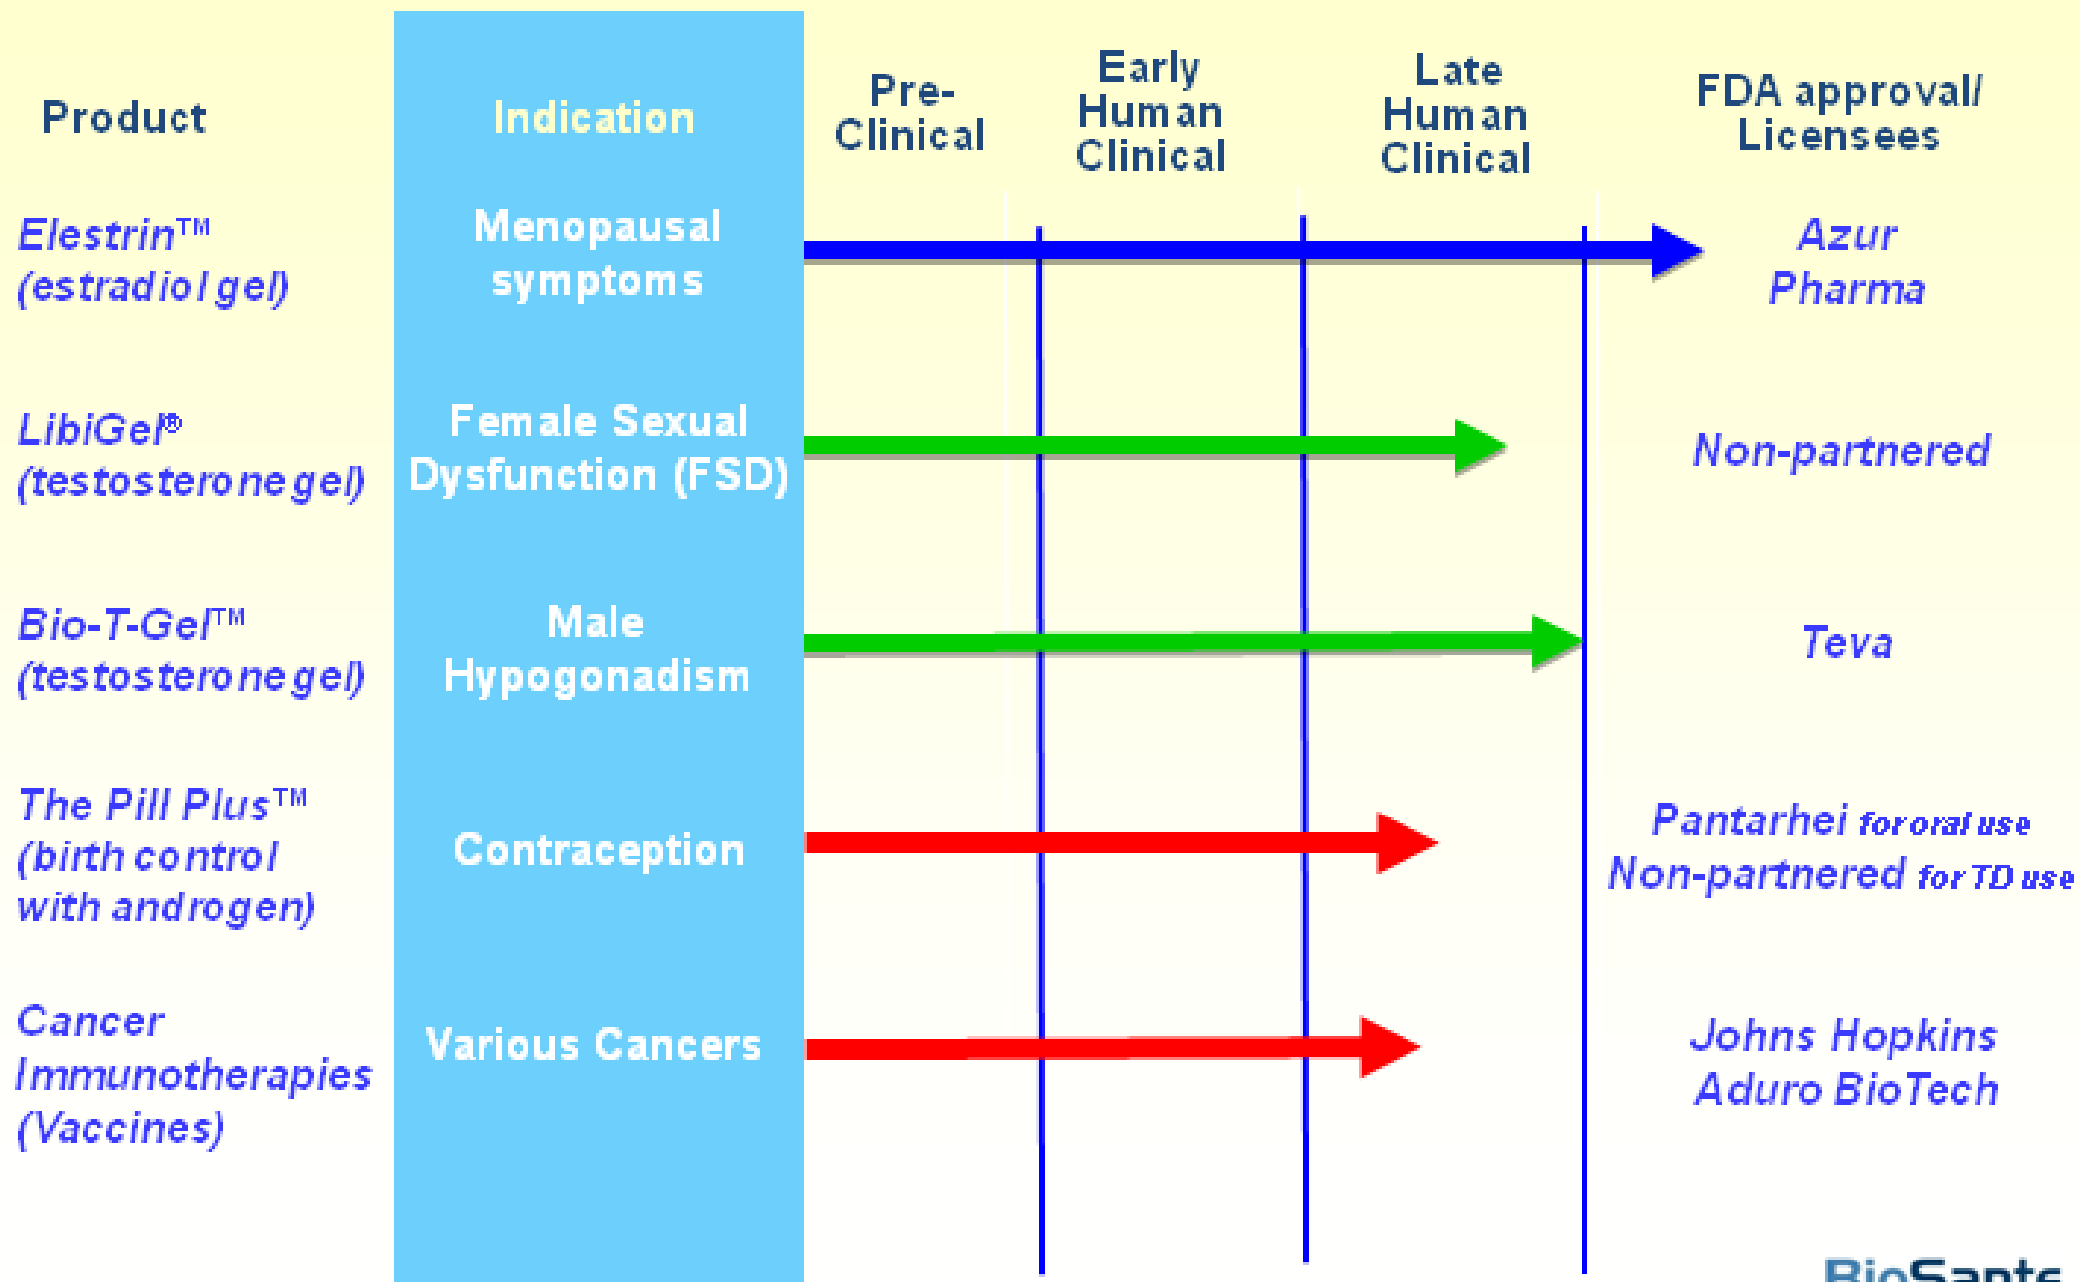 Product
Indication
Pre-
Clinical
Early
Human
Clinical
Late
Human
Clinical
FDA approval/
Licensees
Elestrin™
(estradiol gel)
Menopausal
symptoms
Azur
Pharma
LibiGel®
(testosterone gel)
Female Sexual
Dysfunction (FSD)
Non-partnered
Bio-T-Gel™
(testosterone gel)
Male
Hypogonadism
Teva
The Pill Plus™
(birth control
with androgen)
Contraception
Pantarhei for oral use
Non-partnered for TD use
Cancer
Immunotherapies
(Vaccines)
Various Cancers
Johns Hopkins
Aduro BioTech
BioSante